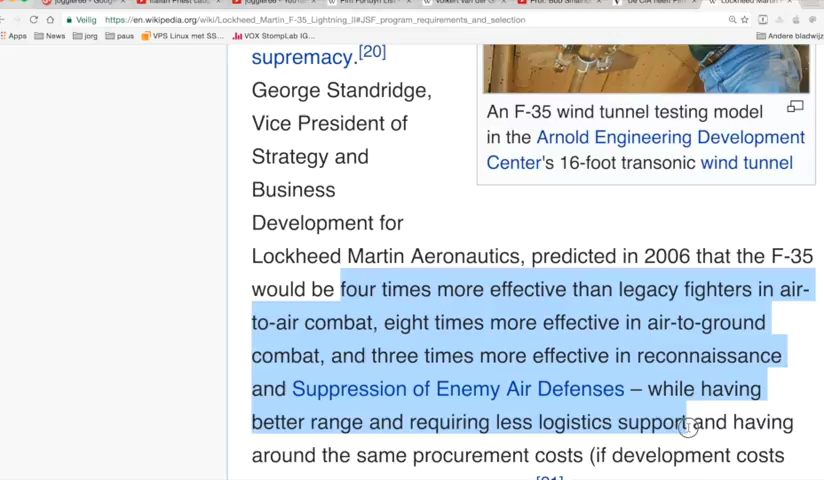 Veilig https://en.wikipedia.org/wiki/Lockheed_Martin_F-35_Lightning_II#JSF_program_requirements_and_selection
Apps News jorg paus VPS Linux met SS... VOX StompLab IG... Andere bladwijz
supremacy.[20]
George Standridge,
Vice President of
Strategy and
Business
Development for
Lockheed Martin Aeronautics, predicted in 2006 that the F-35
would be four times more effective than legacy fighters in air-
to-air combat, eight times more effective in air-to-ground
combat, and three times more effective in reconnaissance
and Suppression of Enemy Air Defenses – while having
better range and requiring less logistics support and having
around the same procurement costs (if development costs
An F-35 wind tunnel testing model
in the Arnold Engineering Development
Center's 16-foot transonic wind tunnel